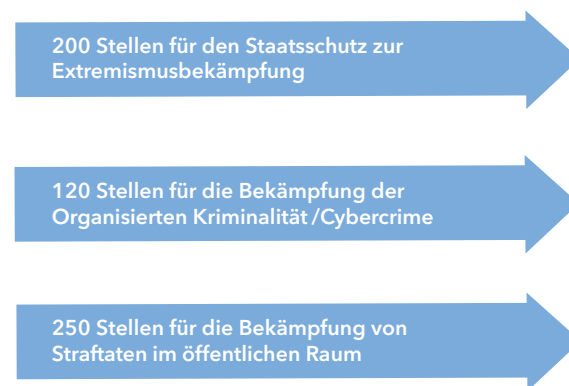 200 Stellen für den Staatsschutz zur
Extremismusbekämpfung
120 Stellen für die Bekämpfung der
Organisierten Kriminalität /Cybercrime
250 Stellen für die Bekämpfung von
Straftaten im öffentlichen Raum